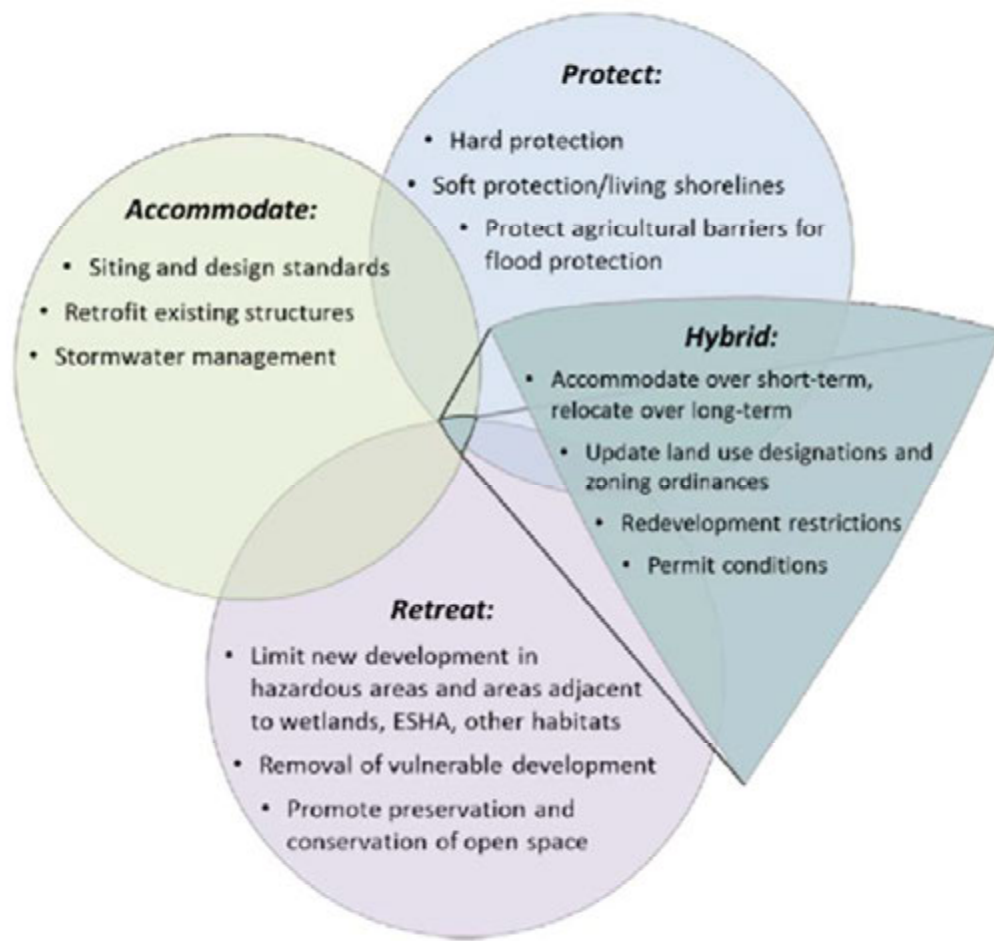 Protect:
• Hard protection
• Soft protection/living shorelines
• Protect agricultural barriers for
flood protection
Accommodate:
• Siting and design standards
• Retrofit existing structures
• Stormwater management
Hybrid:
• Accommodate over short-term,
relocate over long-term
• Update land use designations and
zoning ordinances
• Redevelopment restrictions
• Permit conditions
Retreat:
• Limit new development in
hazardous areas and areas adjacent
to wetlands, ESHA, other habitats
• Removal of vulnerable development
• Promote preservation and
conservation of open space